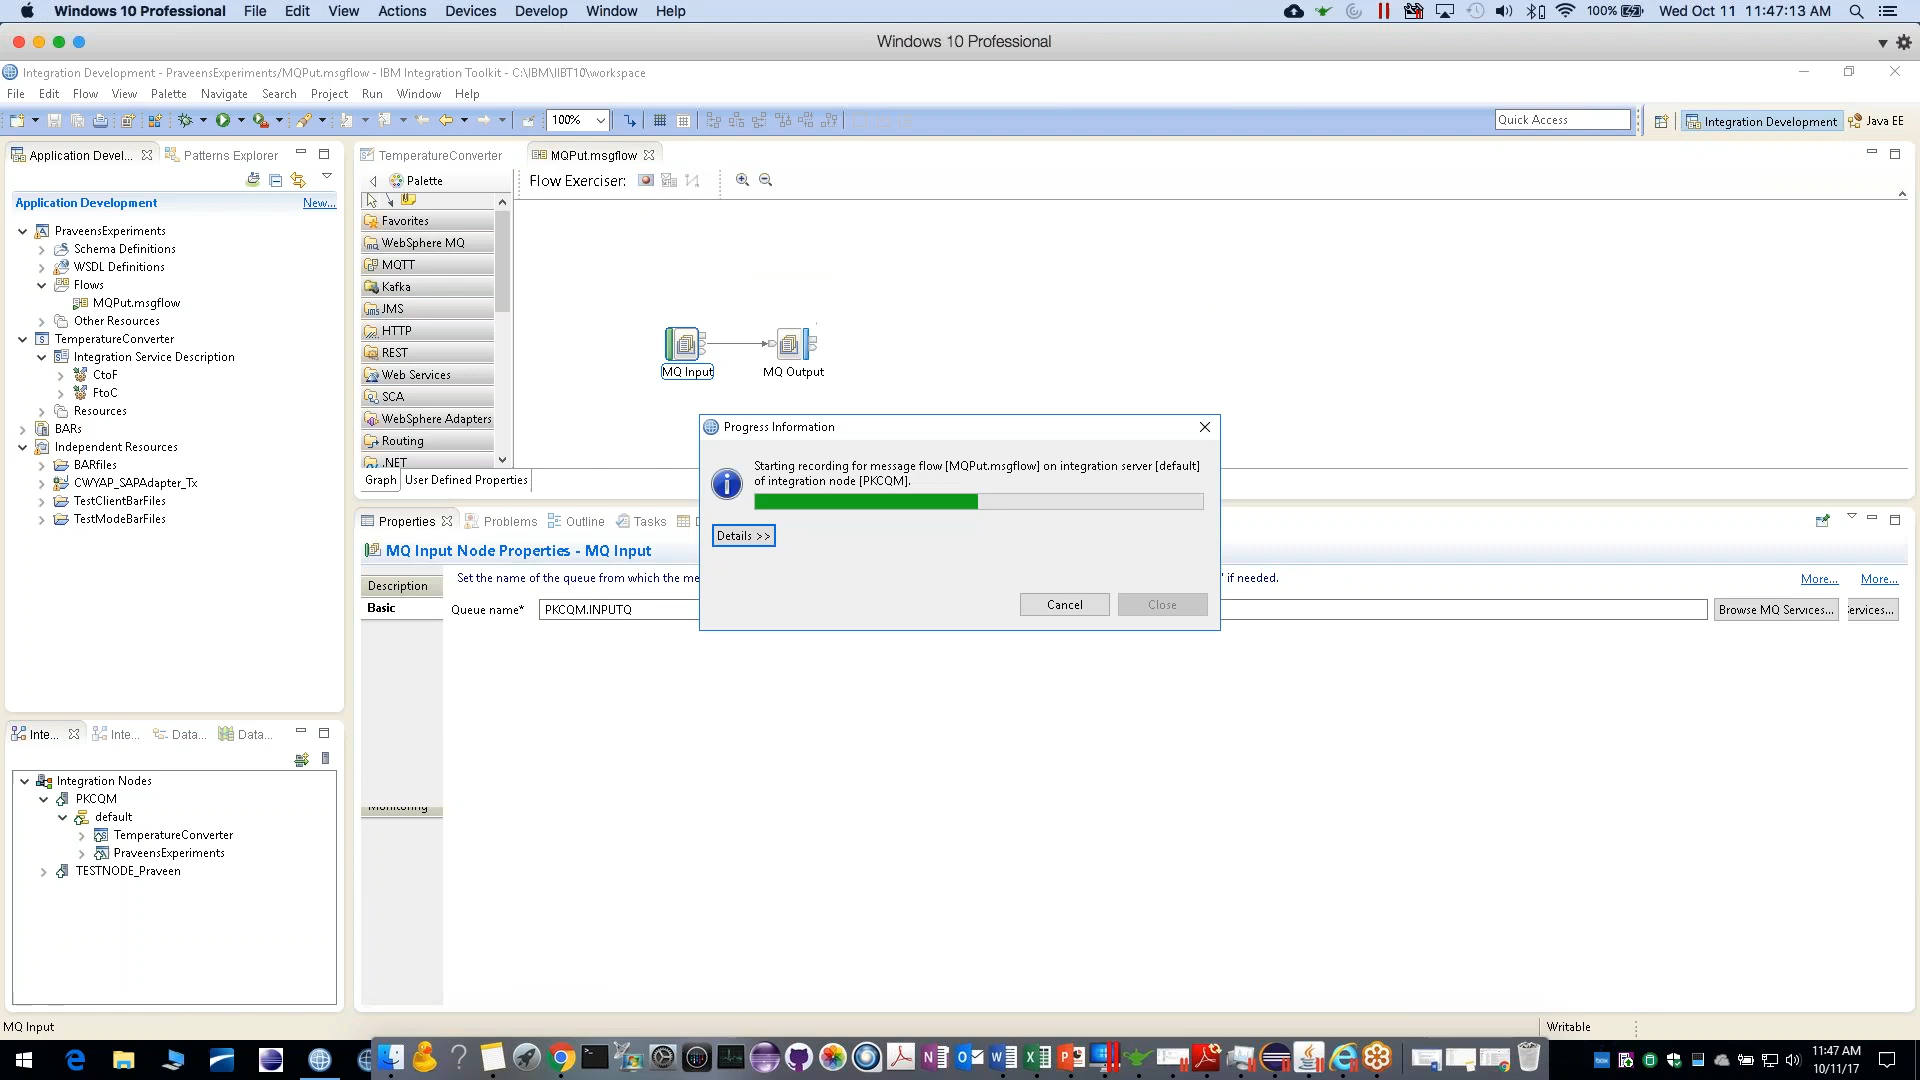 Windows 10 Professional File Edit View Actions Devices Develop Window Help
100% Wed Oct 11 11:47:13 AM
Windows 10 Professional
Integration Development - PraveensExperiments/MQPut.msgflow - IBM Integration Toolkit - C:\IBM\IIBT10\workspace
File Edit Flow View Palette Navigate Search Project Run Window Help
100%
Quick Access
Integration Development
Java EE
Application Devel...
Patterns Explorer
Application Development
New...
PraveensExperiments
Schema Definitions
WSDL Definitions
Flows
MQPut.msgflow
Other Resources
TemperatureConverter
Integration Service Description
CtoF
FtoC
Resources
BARs
Independent Resources
BARfiles
CWYAP_SAPAdapter_Tx
TestClientBarFiles
TestModeBarFiles
TemperatureConverter
MQPut.msgflow
Palette
Flow Exerciser:
Favorites
WebSphere MQ
MQTT
Kafka
JMS
HTTP
REST
Web Services
SCA
WebSphere Adapters
Routing
.NET
MQ Input
MQ Output
Graph
User Defined Properties
Progress Information
Starting recording for message flow [MQPut.msgflow] on integration server [default]
of integration node [PKCQM].
Details >>
Cancel
Close
Properties
Problems
Outline
Tasks
MQ Input Node Properties - MQ Input
Description
Basic
Monitoring
Set the name of the queue from which the me
' if needed.
More...
More...
Queue name*
PKCQM.INPUTQ
Browse MQ Services...
ervices...
Inte...
Inte...
Data...
Data...
Integration Nodes
PKCQM
default
TemperatureConverter
PraveensExperiments
TESTNODE_Praveen
MQ Input
Writable
11:47 AM
10/11/17